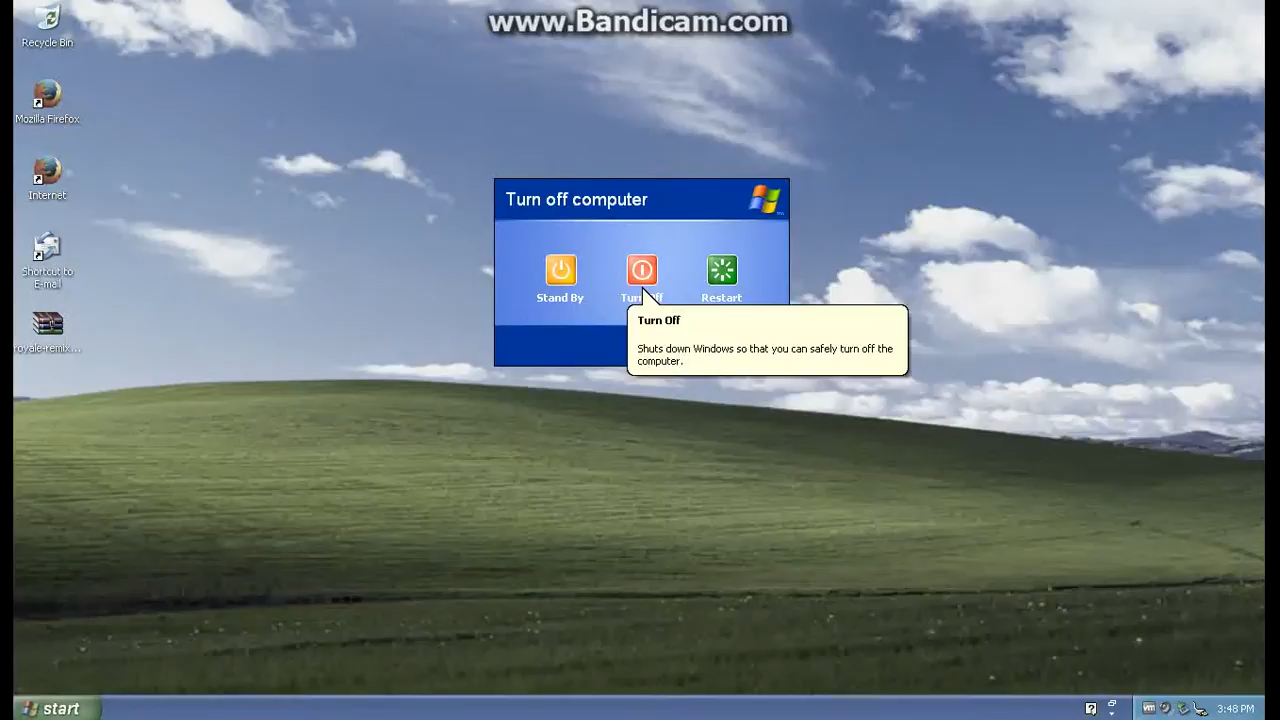 www.Bandicam.com
Recycle Bin
Mozilla Firefox
Internet
Shortcut to
E-mail
royale-remix...
Turn off computer
Stand By
Restart
Turn Off
Shuts down Windows so that you can safely turn off the
computer.
start
3:48 PM